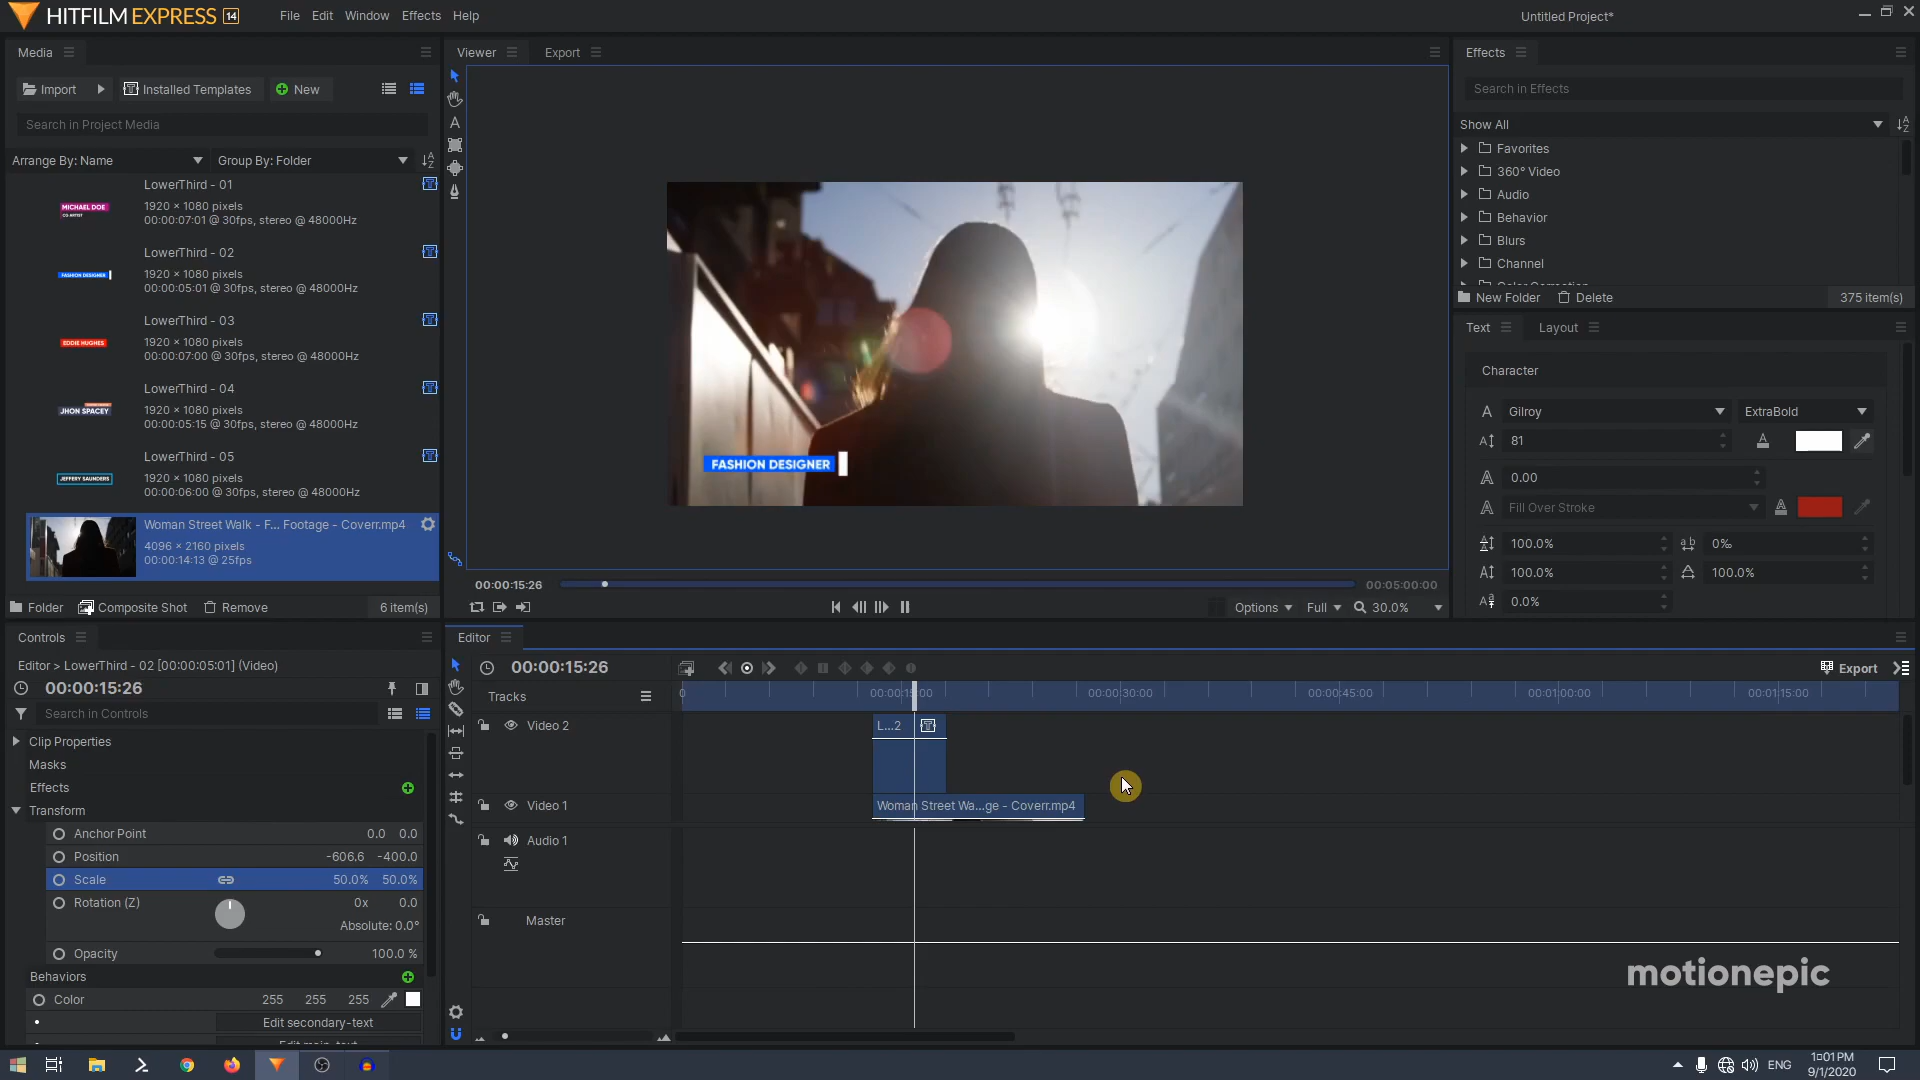 HITFILM EXPRESS 14 File Edit Window Effects Help Untitled Project*
Media
Import Installed Templates New
Search in Project Media
Arrange By: Name Group By: Folder
LowerThird - 01
1920 × 1080 pixels
00:00:07:01 @ 30fps, stereo @ 48000Hz
MICHAEL DOE
CG ARTIST
LowerThird - 02
1920 × 1080 pixels
00:00:05:01 @ 30fps, stereo @ 48000Hz
FASHION DESIGNER
LowerThird - 03
1920 × 1080 pixels
00:00:07:00 @ 30fps, stereo @ 48000Hz
EDDIE HUGHES
LowerThird - 04
1920 × 1080 pixels
00:00:05:15 @ 30fps, stereo @ 48000Hz
JHON SPACEY
LowerThird - 05
1920 × 1080 pixels
00:00:06:00 @ 30fps, stereo @ 48000Hz
JEFFERY SAUNDERS
Woman Street Walk - F... Footage - Coverr.mp4
4096 × 2160 pixels
00:00:14:13 @ 25fps
Folder Composite Shot Remove 6 item(s)
Viewer Export
FASHION DESIGNER
00:00:15:26 00:05:00:00
Options Full 30.0%
Effects
Search in Effects
Show All
Favorites
360° Video
Audio
Behavior
Blurs
Channel
Color Correction
New Folder Delete 375 item(s)
Text Layout
Character
A Gilroy ExtraBold
81
0.00
Fill Over Stroke
100.0% 0‰
100.0% 100.0%
0.0%
Controls
Editor > LowerThird - 02 [00:00:05:01] (Video)
00:00:15:26
Search in Controls
Clip Properties
Masks
Effects
Transform
Anchor Point 0.0 0.0
Position -606.6 -400.0
Scale 50.0% 50.0%
Rotation (Z) 0x 0.0
Absolute: 0.0°
Opacity 100.0 %
Behaviors
Color 255 255 255
Edit secondary-text
Edit main-text
Editor
00:00:15:26 Export
Tracks 0 00:00:15:00 00:00:30:00 00:00:45:00 00:01:00:00 00:01:15:00
Video 2 L...2
Video 1 Woman Street Wa...ge - Coverr.mp4
Audio 1
Master
motionepic
ENG 1:01 PM
9/1/2020